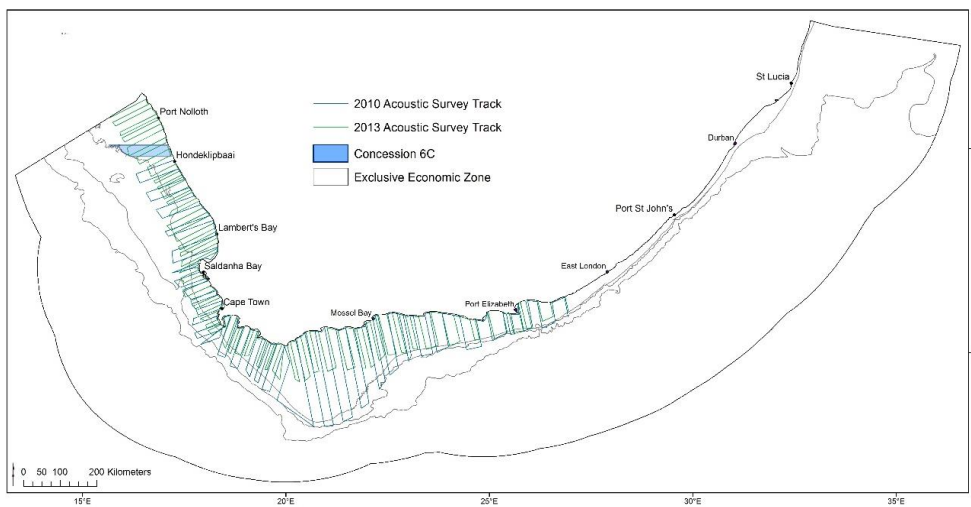 St Lucia
Port Nolloth
2010 Acoustic Survey Track
2013 Acoustic Survey Track
Durban
Hondeklipbaai
Concession 6C
Exclusive Economic Zone
Port St John's
Lambert's Bay
Saldanha Bay
East London
Cape Town
Port Elizabeth
Mossol Bay
0 50 100 200 Kilometers
15°E 20°E 25°E 30°E 35°E